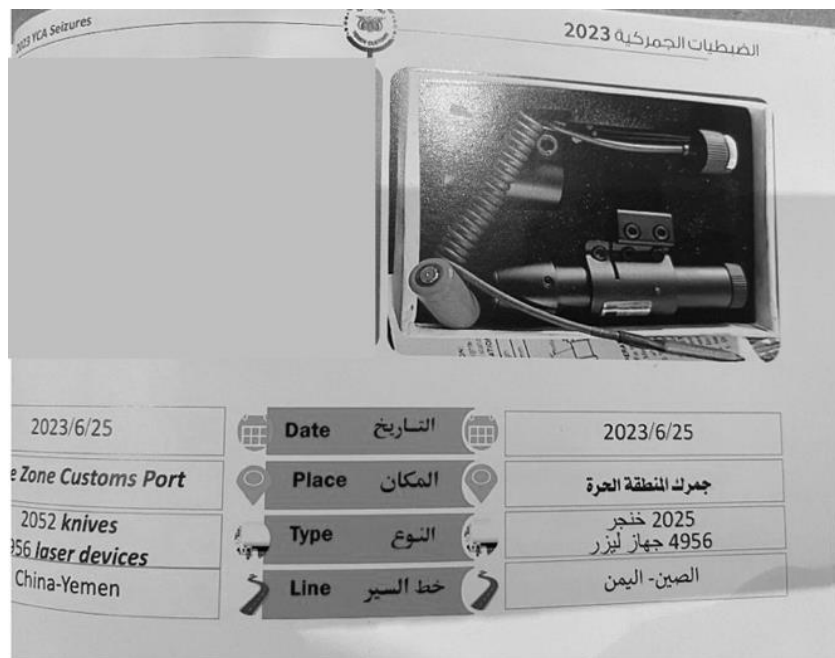 2023 YCA Seizures
الضبطيات الجمركية 2023
2023/6/25
Date
التاريخ
2023/6/25
e Zone Customs Port
Place
المكان
جمرك المنطقة الحرة
2052 knives
956 laser devices
Type
النوع
2025 خنجر
4956 جهاز ليزر
China-Yemen
Line
خط السير
الصين- اليمن